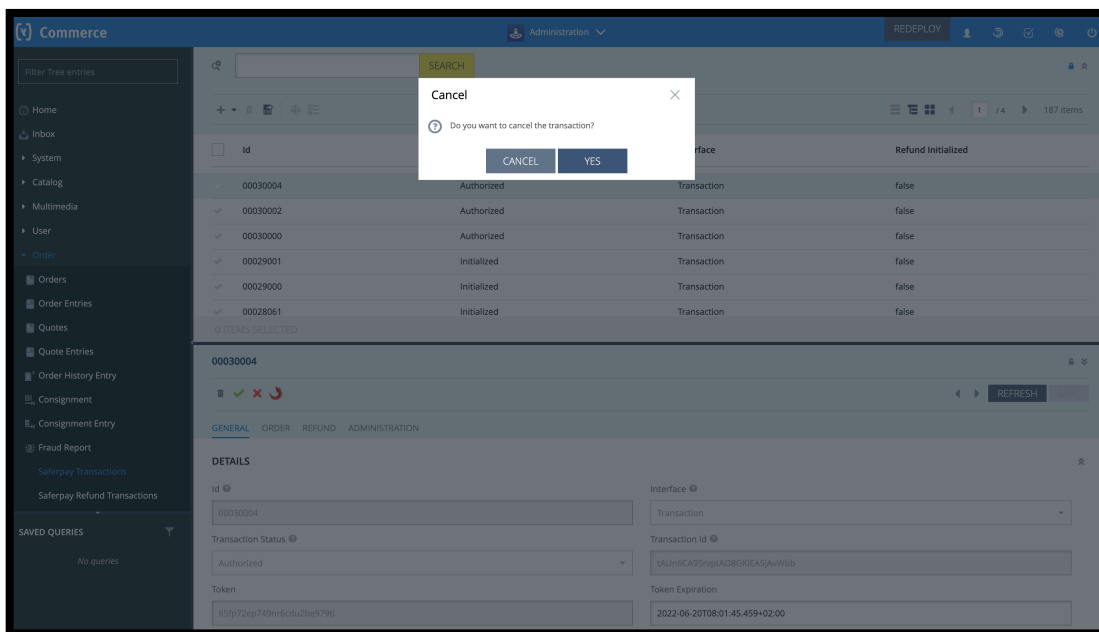 (Y) Commerce
Administration
REDEPLOY
Filter Tree entries
SEARCH
Cancel
Home
1 / 4
187 items
Do you want to cancel the transaction?
Inbox
System
Id
rface
Refund Initialized
CANCEL
YES
Catalog
00030004
Authorized
Transaction
false
Multimedia
00030002
Authorized
Transaction
false
User
00030000
Authorized
Transaction
false
Order
00029001
Initialized
Transaction
false
Orders
00029000
Initialized
Transaction
false
Order Entries
00028061
Initialized
Transaction
false
Quotes
0 ITEMS SELECTED
Quote Entries
00030004
Order History Entry
Consignment
REFRESH
SAVE
Consignment Entry
GENERAL
ORDER
REFUND
ADMINISTRATION
Fraud Report
Saferpay Transactions
DETAILS
Saferpay Refund Transactions
Id
Interface
00030004
Transaction
SAVED QUERIES
Transaction Status
Transaction Id
No queries
Authorized
Token
Token Expiration
2022-06-20T08:01:45.459+02:00